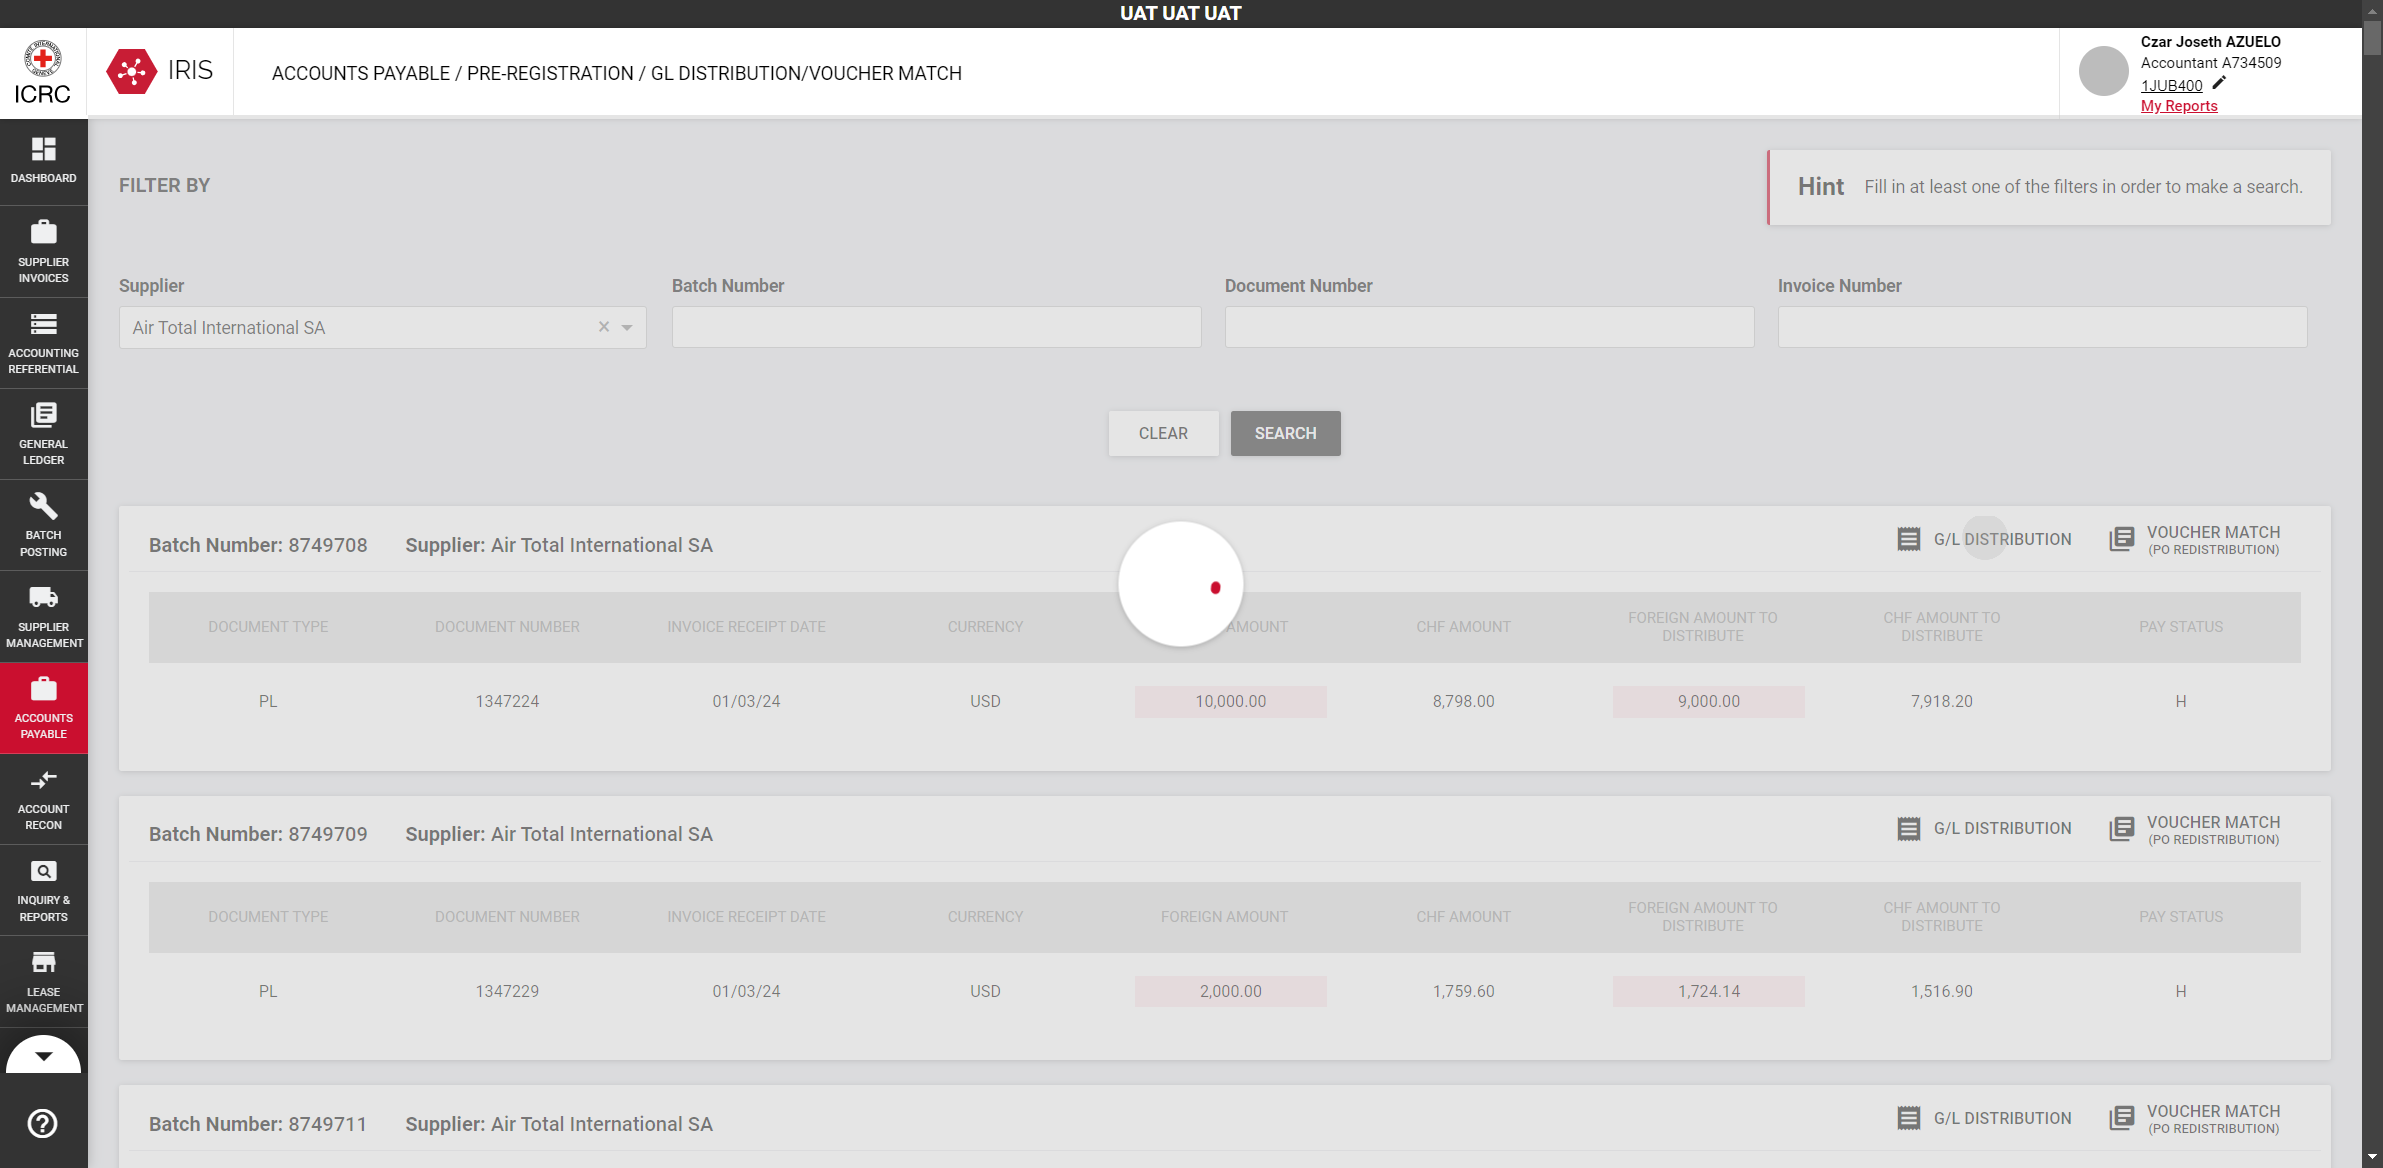 UAT UAT UAT
ICRC
IRIS
ACCOUNTS PAYABLE / PRE-REGISTRATION / GL DISTRIBUTION/VOUCHER MATCH
Czar Joseth AZUELO
Accountant A734509
1JUB400
My Reports
DASHBOARD
SUPPLIER
INVOICES
ACCOUNTING
REFERENTIAL
GENERAL
LEDGER
BATCH
POSTING
SUPPLIER
MANAGEMENT
ACCOUNTS
PAYABLE
ACCOUNT
RECON
INQUIRY &
REPORTS
LEASE
MANAGEMENT
FILTER BY
Hint Fill in at least one of the filters in order to make a search.
Supplier Batch Number Document Number Invoice Number
Air Total International SA
CLEAR SEARCH
Batch Number: 8749708 Supplier: Air Total International SA G/L DISTRIBUTION VOUCHER MATCH
(PO REDISTRIBUTION)
DOCUMENT TYPE DOCUMENT NUMBER INVOICE RECEIPT DATE CURRENCY AMOUNT CHF AMOUNT FOREIGN AMOUNT TO DISTRIBUTE CHF AMOUNT TO DISTRIBUTE PAY STATUS
PL 1347224 01/03/24 USD 10,000.00 8,798.00 9,000.00 7,918.20 H
Batch Number: 8749709 Supplier: Air Total International SA G/L DISTRIBUTION VOUCHER MATCH
(PO REDISTRIBUTION)
DOCUMENT TYPE DOCUMENT NUMBER INVOICE RECEIPT DATE CURRENCY FOREIGN AMOUNT CHF AMOUNT FOREIGN AMOUNT TO DISTRIBUTE CHF AMOUNT TO DISTRIBUTE PAY STATUS
PL 1347229 01/03/24 USD 2,000.00 1,759.60 1,724.14 1,516.90 H
Batch Number: 8749711 Supplier: Air Total International SA G/L DISTRIBUTION VOUCHER MATCH
(PO REDISTRIBUTION)